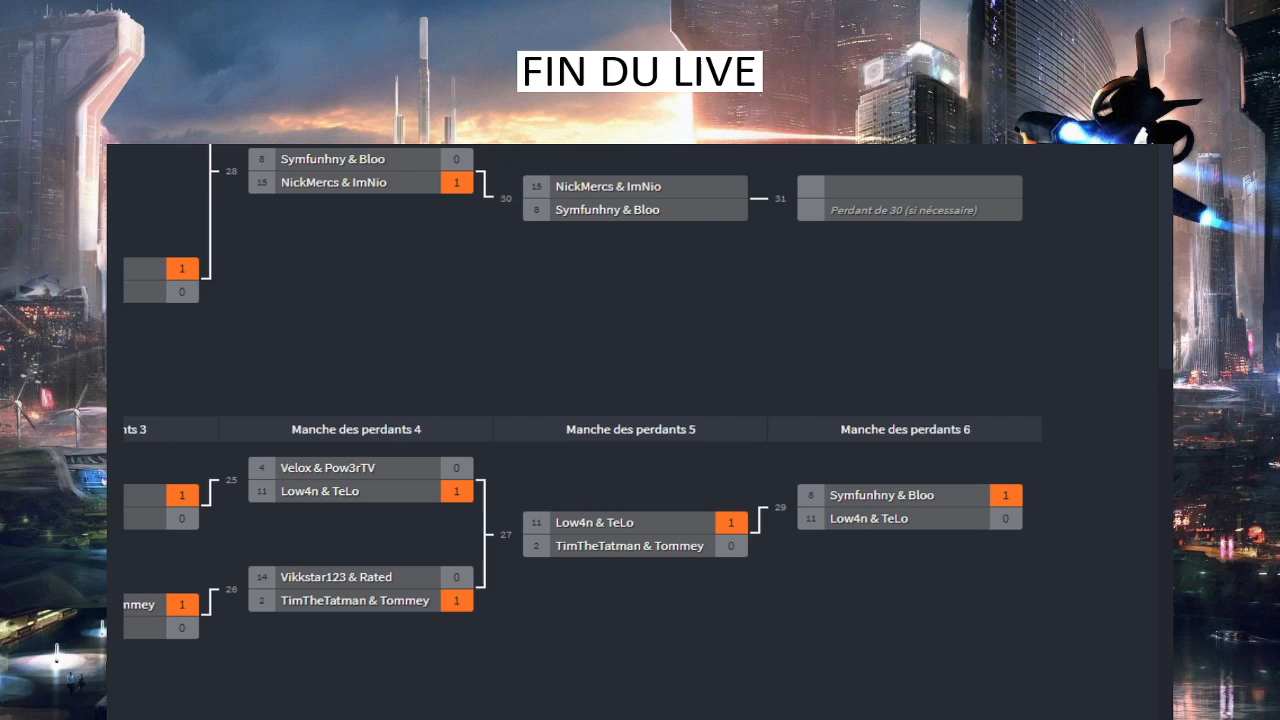 FIN DU LIVE
28
8 Symfunhny & Bloo 0
15 NickMercs & ImNio 1
30
15 NickMercs & ImNio
8 Symfunhny & Bloo
31
Perdant de 30 (si nécessaire)
1
0
nts 3
Manche des perdants 4
Manche des perdants 5
Manche des perdants 6
1
0
25
4 Velox & Pow3rTV 0
11 Low4n & TeLo 1
27
11 Low4n & TeLo 1
2 TimTheTatman & Tommey 0
29
8 Symfunhny & Bloo 1
11 Low4n & TeLo 0
mmey 1
0
26
14 Vikkstar123 & Rated 0
2 TimTheTatman & Tommey 1